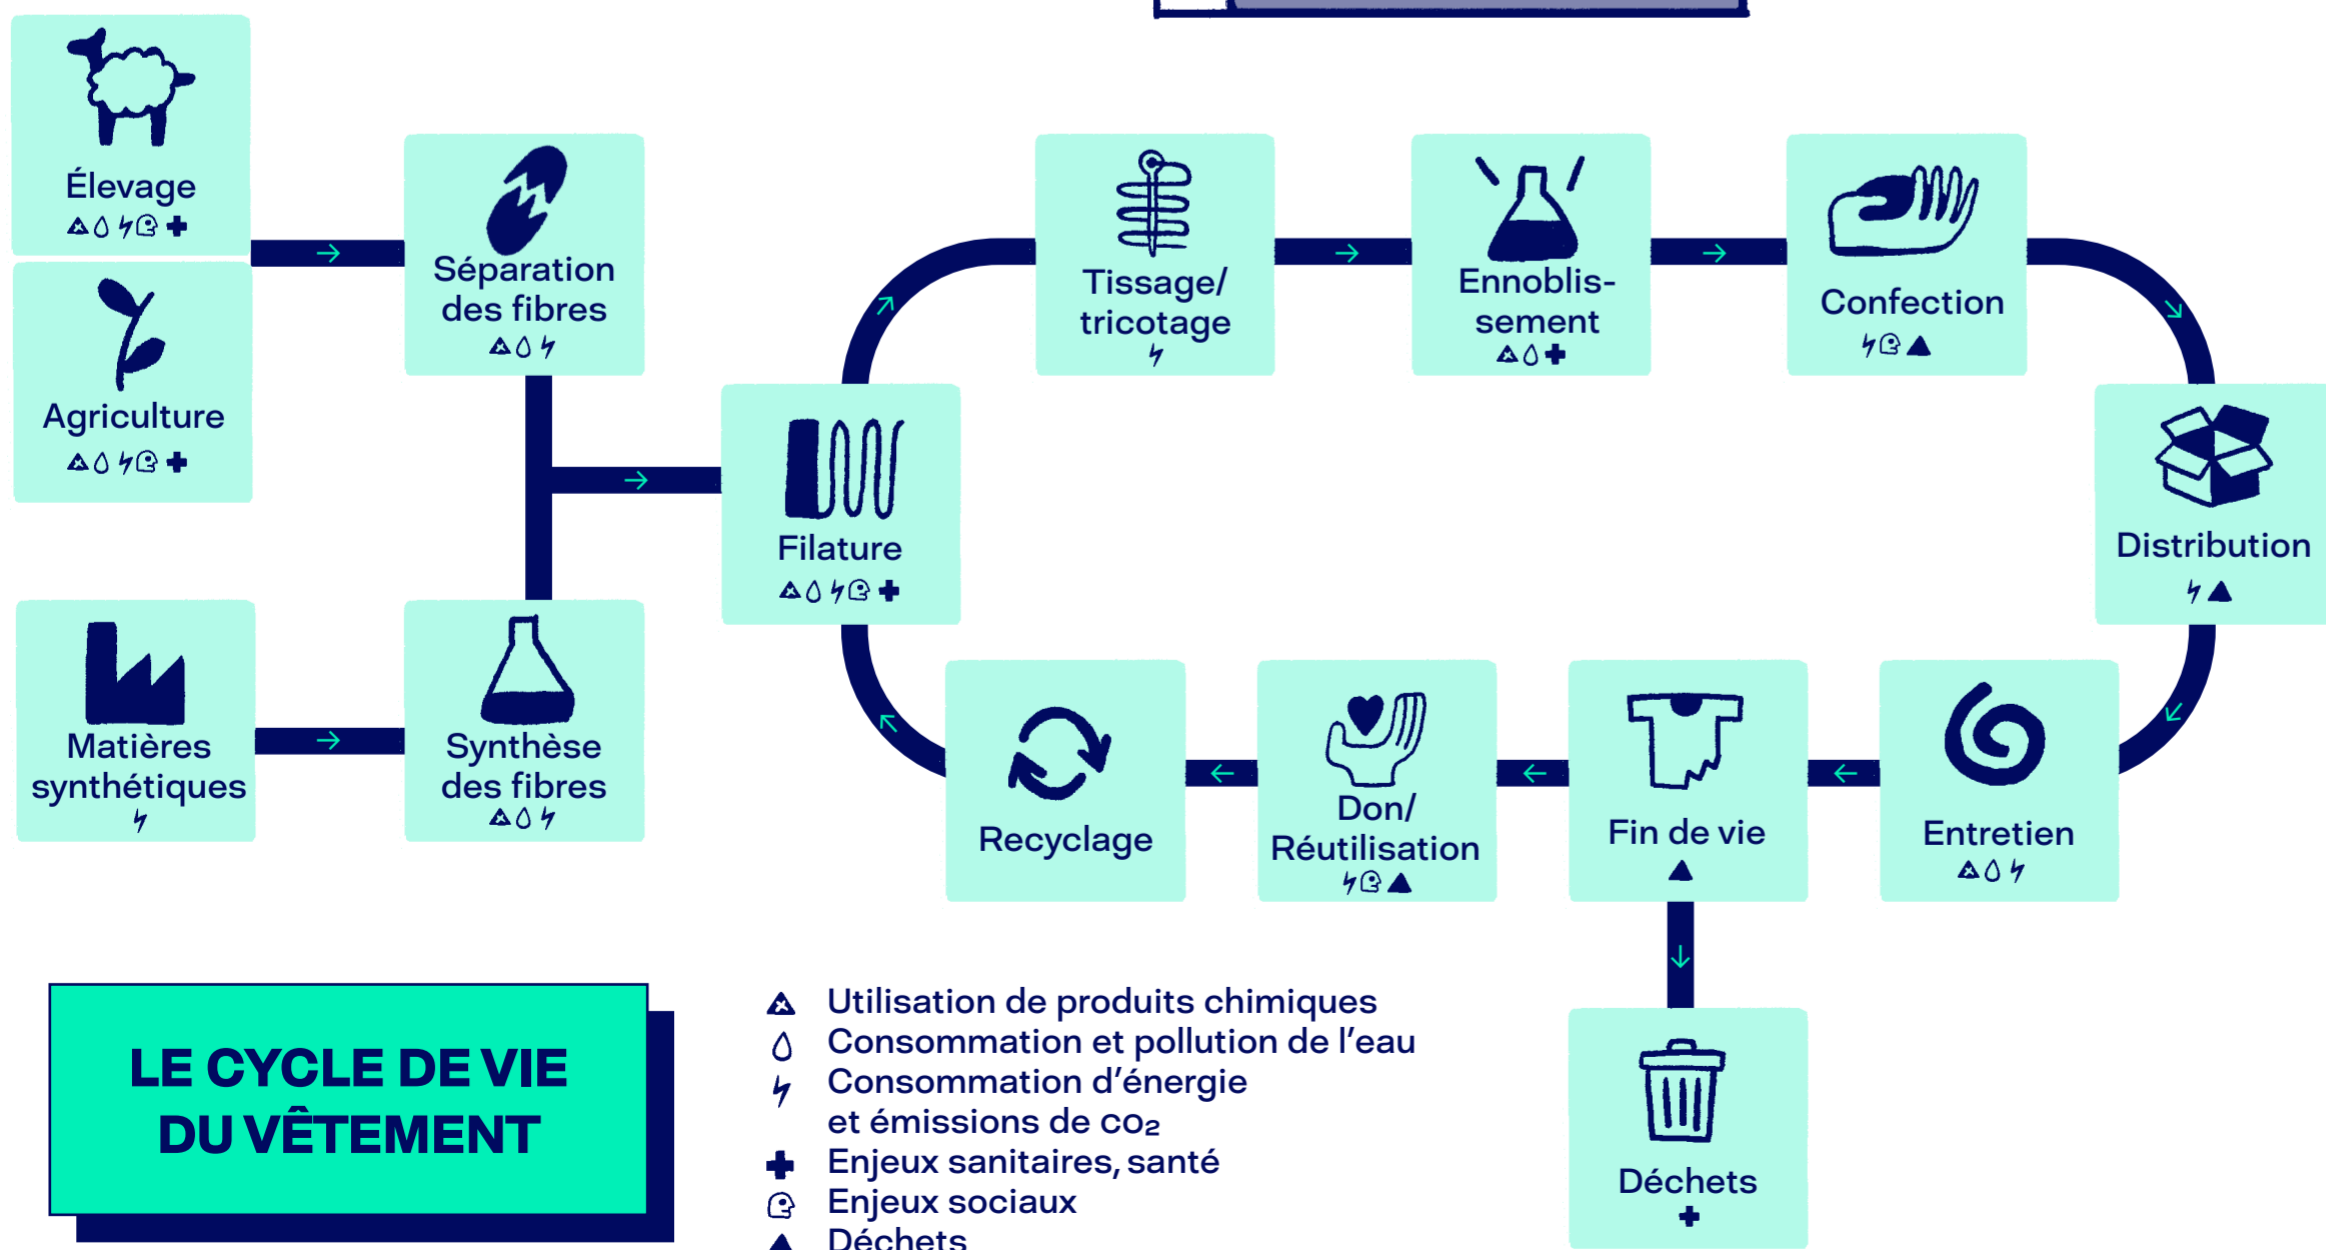 Élevage
Agriculture
Séparation
des fibres
Matières
synthétiques
Synthèse
des fibres
Filature
Tissage/
tricotage
Ennoblis-
sement
Confection
Distribution
Entretien
Fin de vie
Don/
Réutilisation
Recyclage
Déchets
LE CYCLE DE VIE
DU VÊTEMENT
Utilisation de produits chimiques
Consommation et pollution de l'eau
Consommation d'énergie
et émissions de CO₂
Enjeux sanitaires, santé
Enjeux sociaux
Déchets